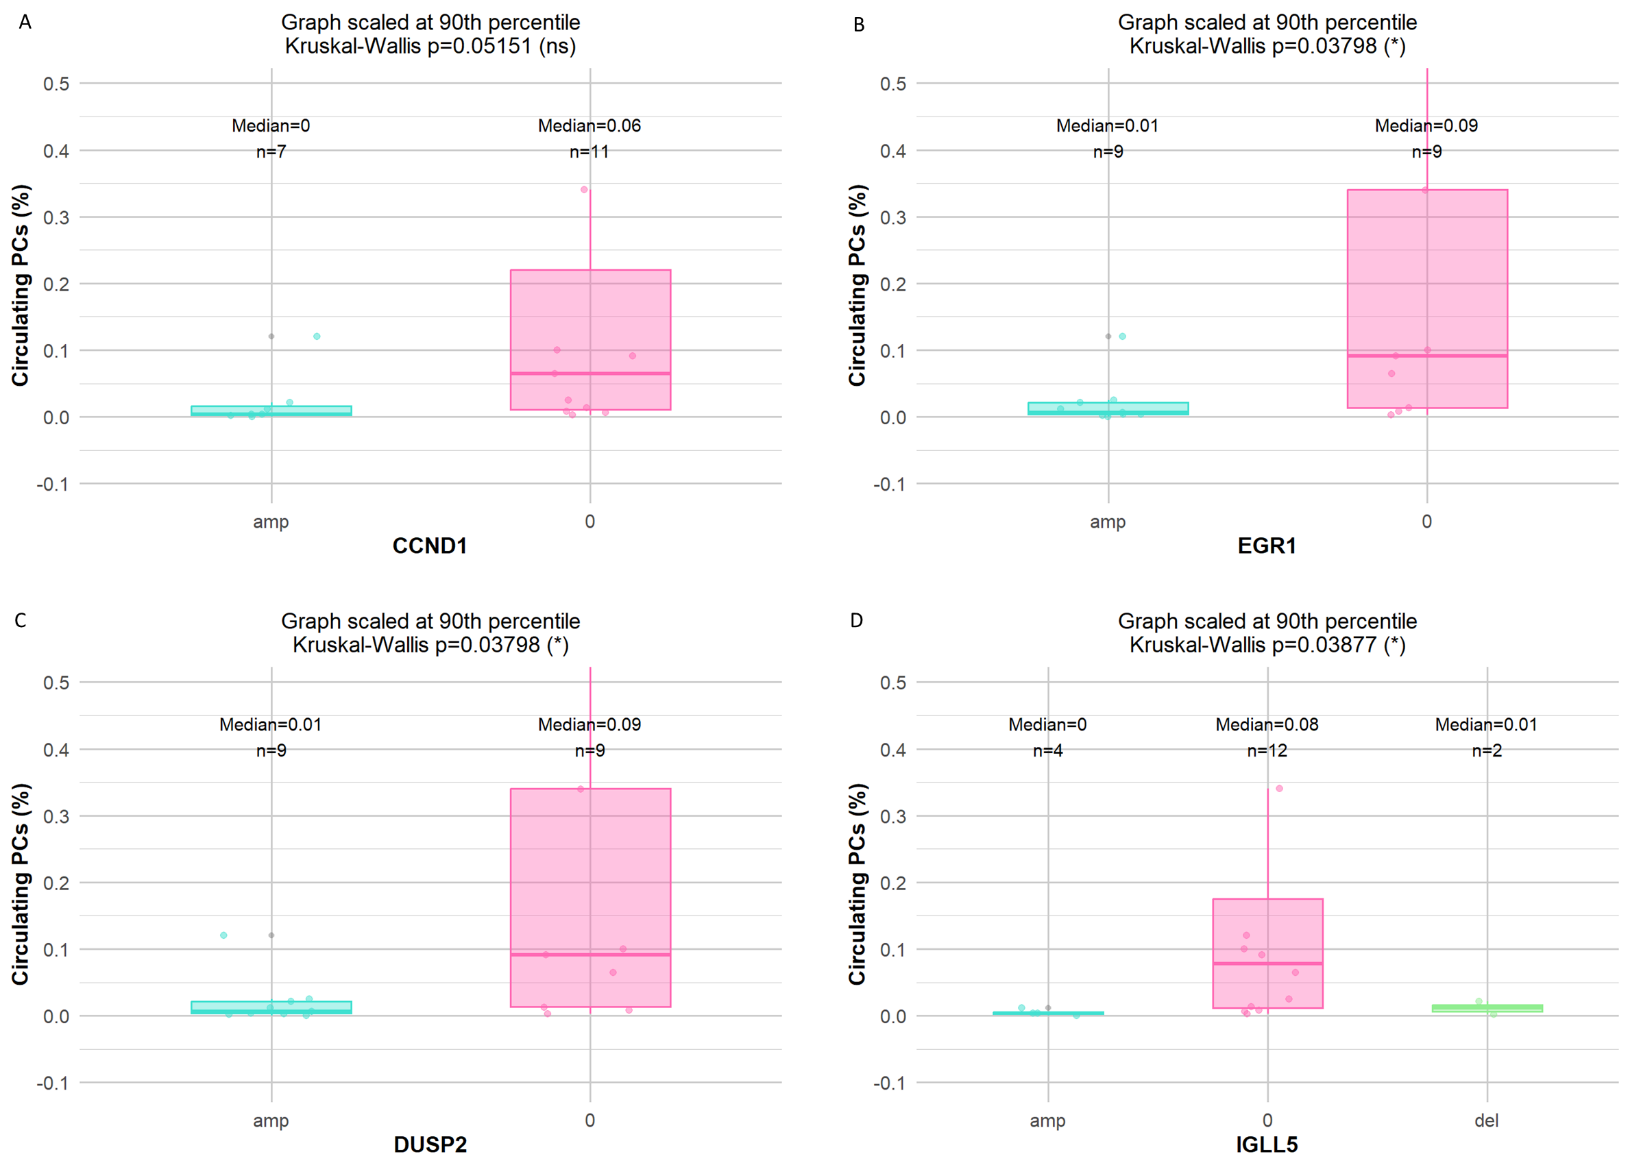 A
Graph scaled at 90th percentile
Kruskal-Wallis p=0.05151 (ns)
Circulating PCs (%)
0.5
0.4
0.3
0.2
0.1
0.0
-0.1
Median=0
n=7
Median=0.06
n=11
amp
0
CCND1
B
Graph scaled at 90th percentile
Kruskal-Wallis p=0.03798 (*)
Circulating PCs (%)
0.5
0.4
0.3
0.2
0.1
0.0
-0.1
Median=0.01
n=9
Median=0.09
n=9
amp
0
EGR1
C
Graph scaled at 90th percentile
Kruskal-Wallis p=0.03798 (*)
Circulating PCs (%)
0.5
0.4
0.3
0.2
0.1
0.0
-0.1
Median=0.01
n=9
Median=0.09
n=9
amp
0
DUSP2
D
Graph scaled at 90th percentile
Kruskal-Wallis p=0.03877 (*)
Circulating PCs (%)
0.5
0.4
0.3
0.2
0.1
0.0
-0.1
Median=0
n=4
Median=0.08
n=12
Median=0.01
n=2
amp
0
del
IGLL5